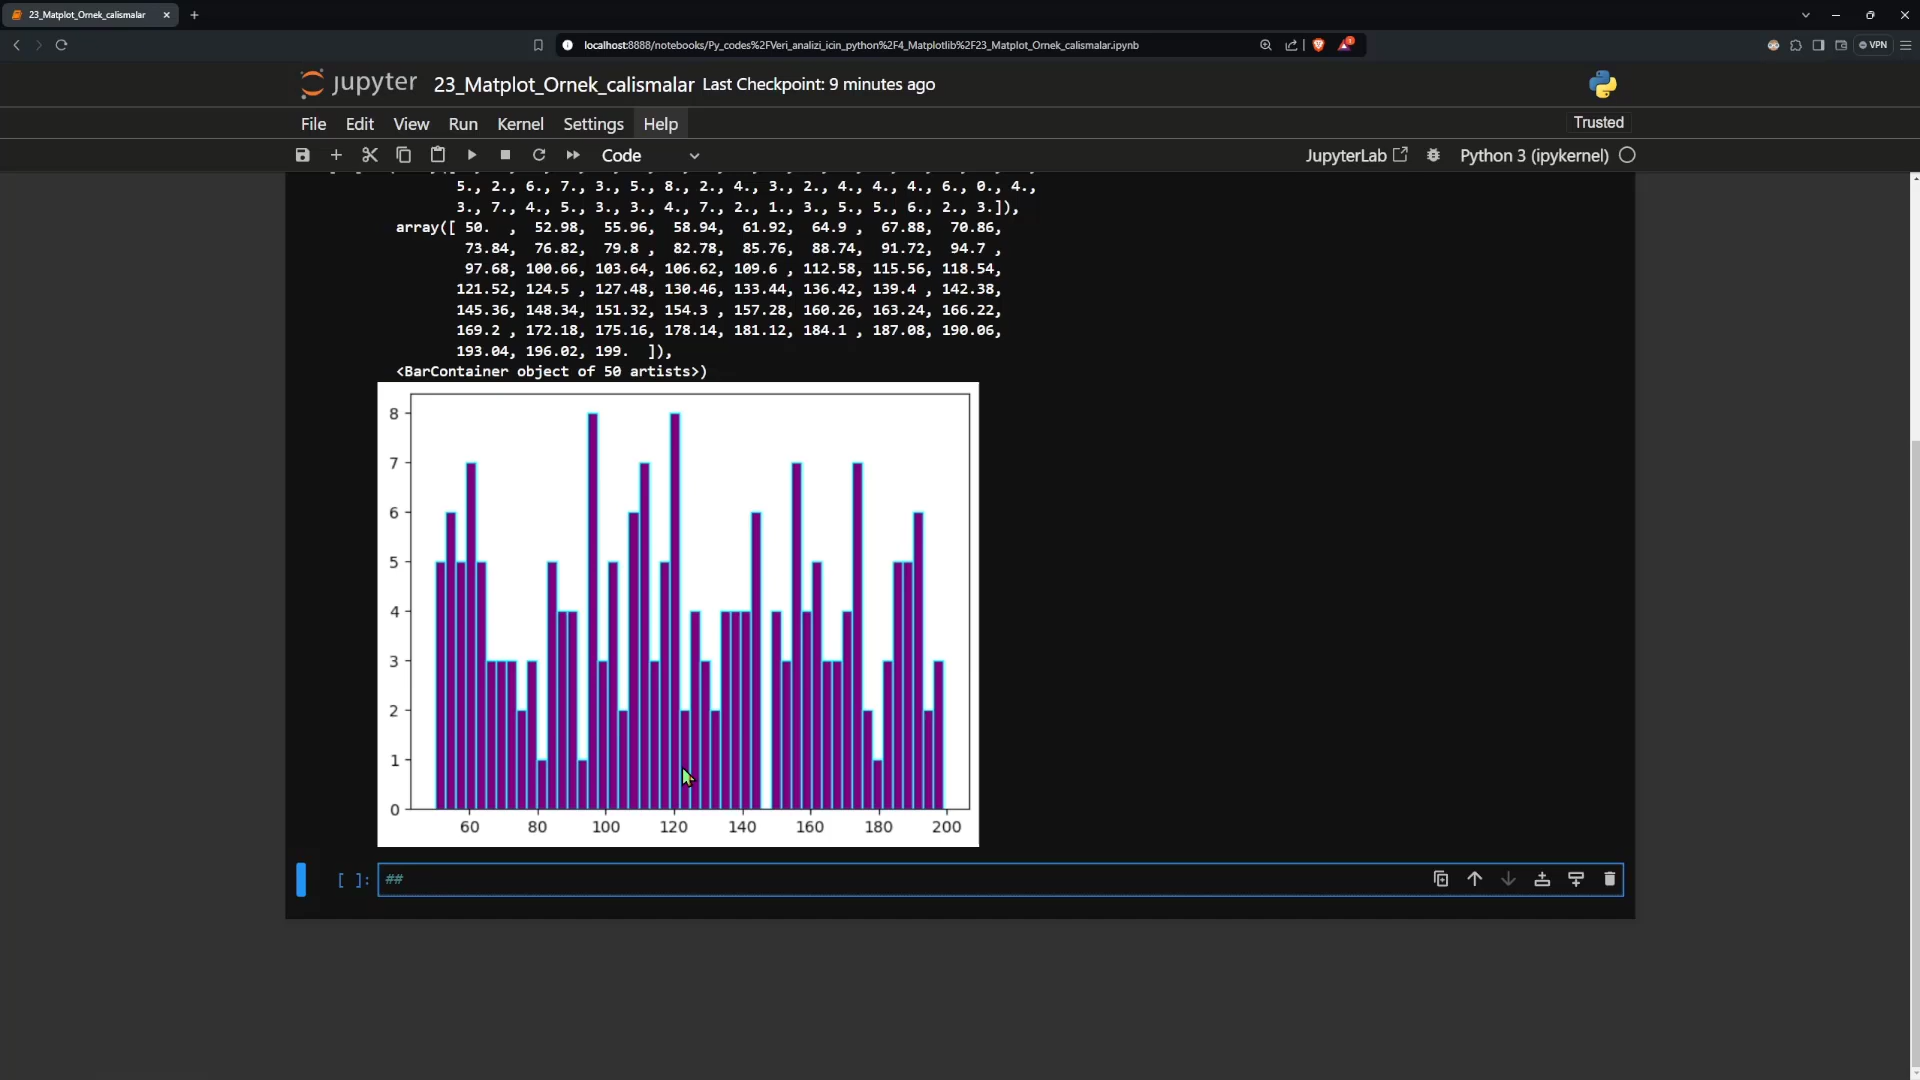 23_Matplot_Ornek_calismalar
localhost:8888/notebooks/Py_codes%2FVeri_analizi_icin_python%2F4_Matplotlib%2F23_Matplot_Ornek_calismalar.ipynb
VPN
jupyter 23_Matplot_Ornek_calismalar Last Checkpoint: 9 minutes ago
File Edit View Run Kernel Settings Help
Trusted
Code
JupyterLab Python 3 (ipykernel)
5., 2., 6., 7., 3., 5., 8., 2., 4., 3., 2., 4., 4., 4., 6., 0., 4.,
3., 7., 4., 5., 3., 3., 4., 7., 2., 1., 3., 5., 5., 6., 2., 3.]),
array([ 50. , 52.98, 55.96, 58.94, 61.92, 64.9 , 67.88, 70.86,
73.84, 76.82, 79.8 , 82.78, 85.76, 88.74, 91.72, 94.7 ,
97.68, 100.66, 103.64, 106.62, 109.6 , 112.58, 115.56, 118.54,
121.52, 124.5 , 127.48, 130.46, 133.44, 136.42, 139.4 , 142.38,
145.36, 148.34, 151.32, 154.3 , 157.28, 160.26, 163.24, 166.22,
169.2 , 172.18, 175.16, 178.14, 181.12, 184.1 , 187.08, 190.06,
193.04, 196.02, 199. ]),
<BarContainer object of 50 artists>)
8
7
6
5
4
3
2
1
0
60 80 100 120 140 160 180 200
[ ]: ##